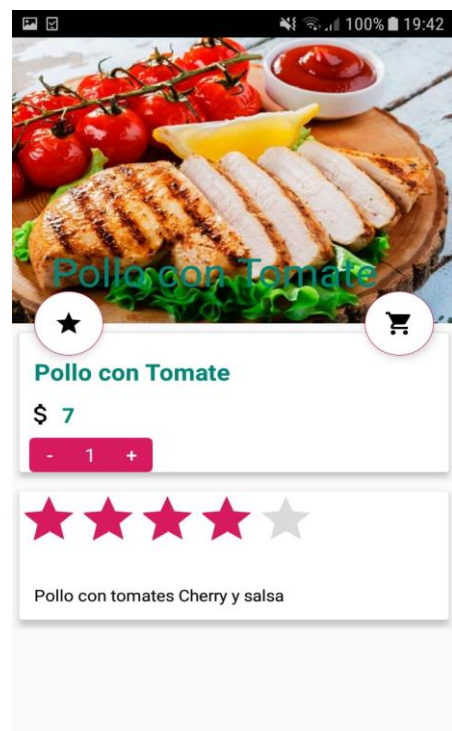 100% 19:42
Pollo con Tomate
Pollo con Tomate
$ 7
- 1 +
Pollo con tomates Cherry y salsa